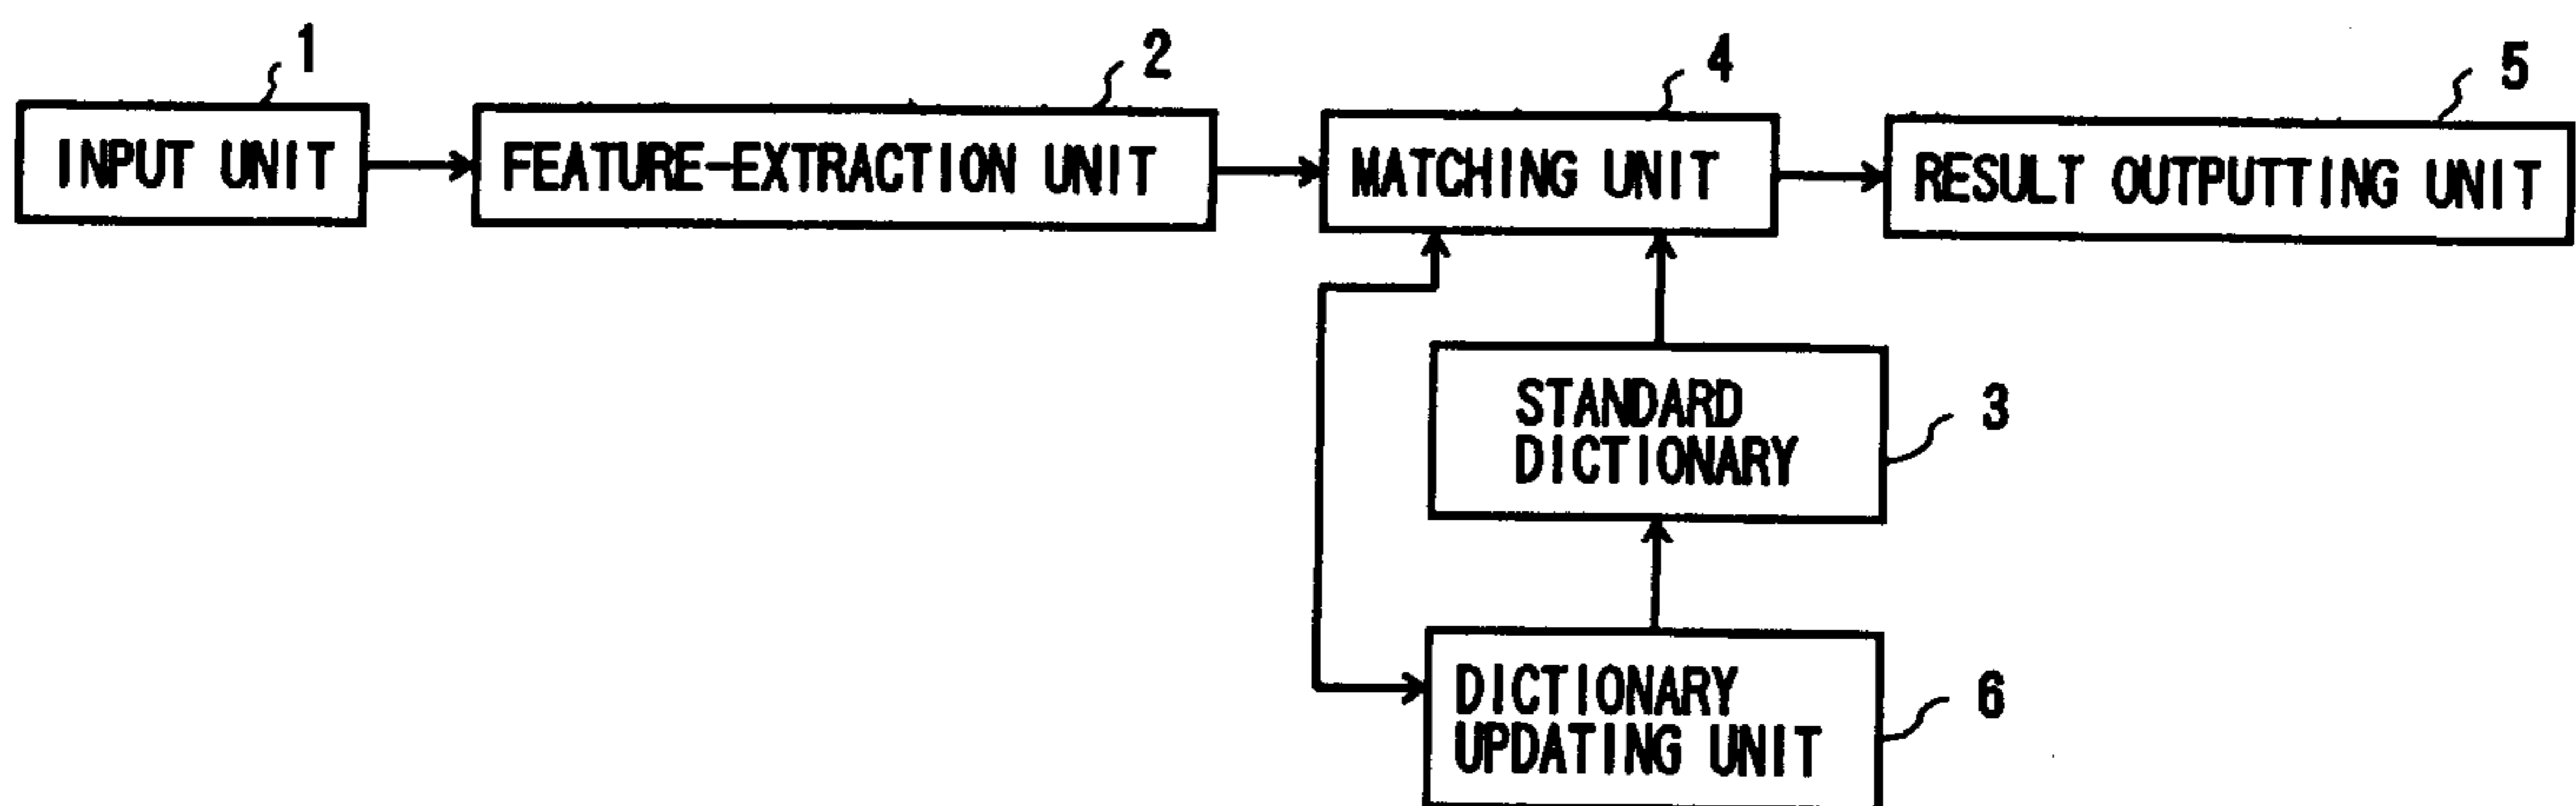 1
2
4
5
INPUT UNIT
FEATURE-EXTRACTION UNIT
MATCHING UNIT
RESULT OUTPUTTING UNIT
STANDARD
DICTIONARY
3
DICTIONARY
UPDATING UNIT
6